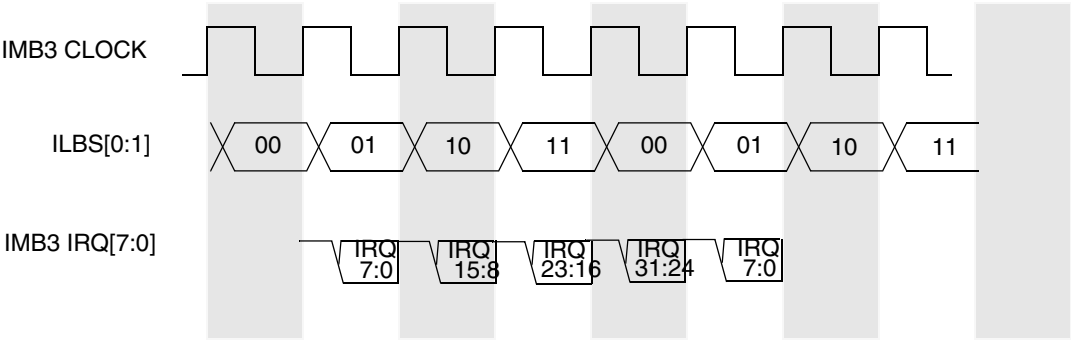 IMB3 CLOCK
ILBS[0:1]
00 01 10 11 00 01 10 11
IMB3 IRQ[7:0]
IRQ IRQ IRQ IRQ IRQ
7:0 15:8 23:16 31:24 7:0